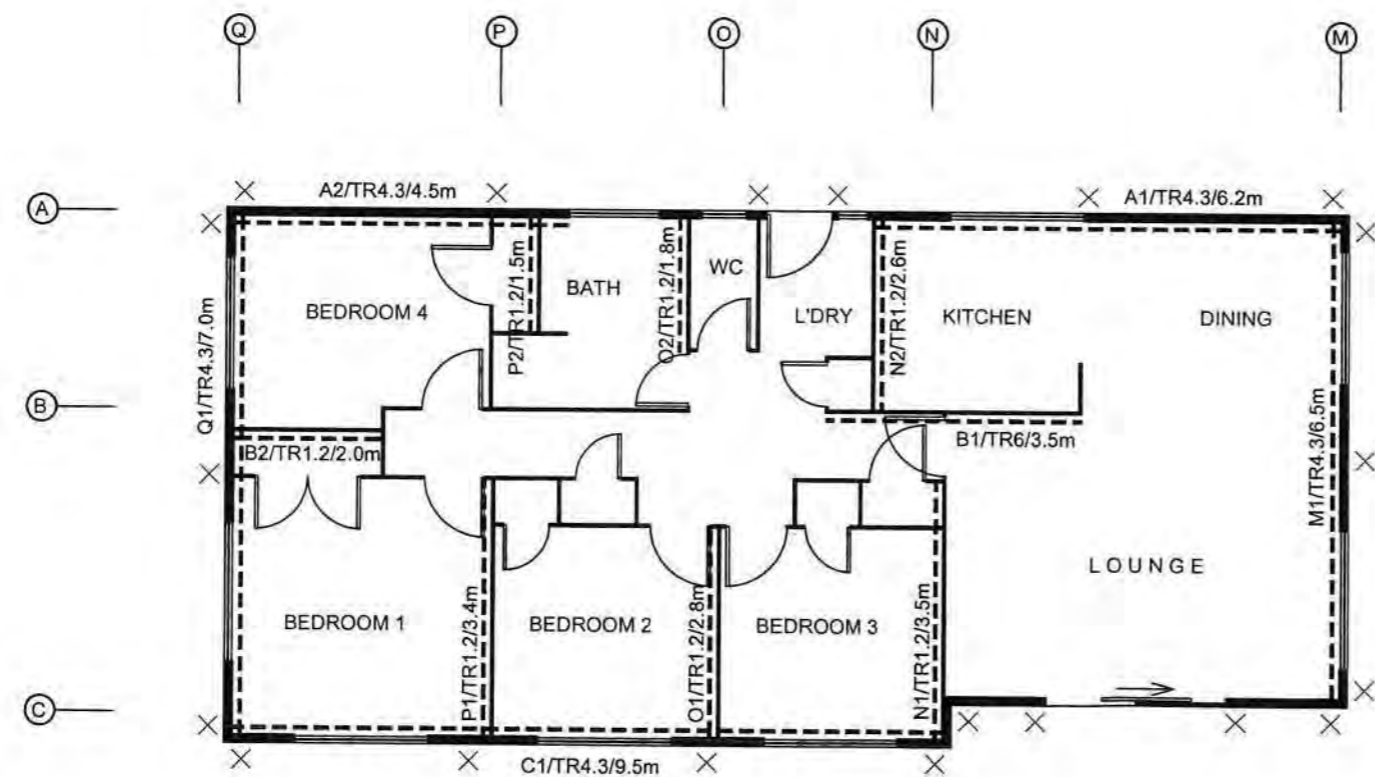 Q
P
O
N
M
A
A2/TR4.3/4.5m
A1/TR4.3/6.2m
Q1/TR4.3/7.0m
BEDROOM 4
P2/TR1.2/1.5m
BATH
O2/TR1.2/1.8m
WC
L'DRY
N2/TR1.2/2.6m
KITCHEN
DINING
B
B2/TR1.2/2.0m
B1/TR6/3.5m
M1/TR4.3/6.5m
LOUNGE
BEDROOM 1
P1/TR1.2/3.4m
BEDROOM 2
O1/TR1.2/2.8m
BEDROOM 3
N1/TR1.2/3.5m
C
C1/TR4.3/9.5m